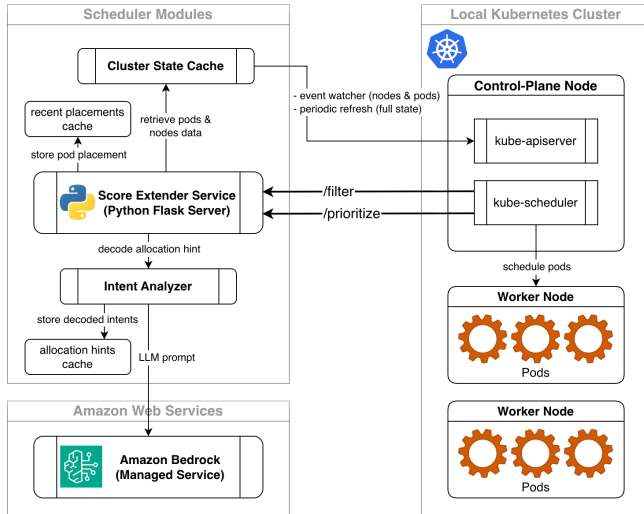 Scheduler Modules
Cluster State Cache
recent placements
cache
retrieve pods &
nodes data
store pod placement
Score Extender Service
(Python Flask Server)
decode allocation hint
Intent Analyzer
store decoded intents
allocation hints
cache
LLM prompt
Amazon Web Services
Amazon Bedrock
(Managed Service)
- event watcher (nodes & pods)
- periodic refresh (full state)
/filter
/prioritize
Local Kubernetes Cluster
Control-Plane Node
kube-apiserver
kube-scheduler
schedule pods
Worker Node
Pods
Worker Node
Pods